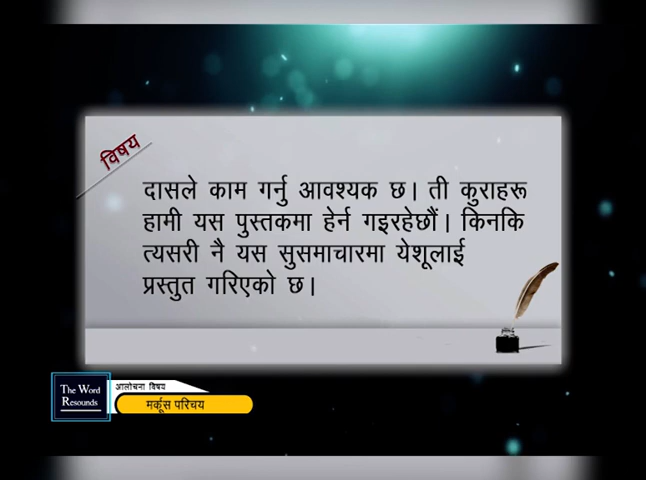 विषय
दासले काम गर्नु आवश्यक छ। ती कुराहरू
हामी यस पुस्तकमा हेर्न गइरहेछौं। किनकि
त्यसरी नै यस सुसमाचारमा येशूलाई
प्रस्तुत गरिएको छ।
The Word
Resounds
आलोचना विषय
मर्कूस परिचय